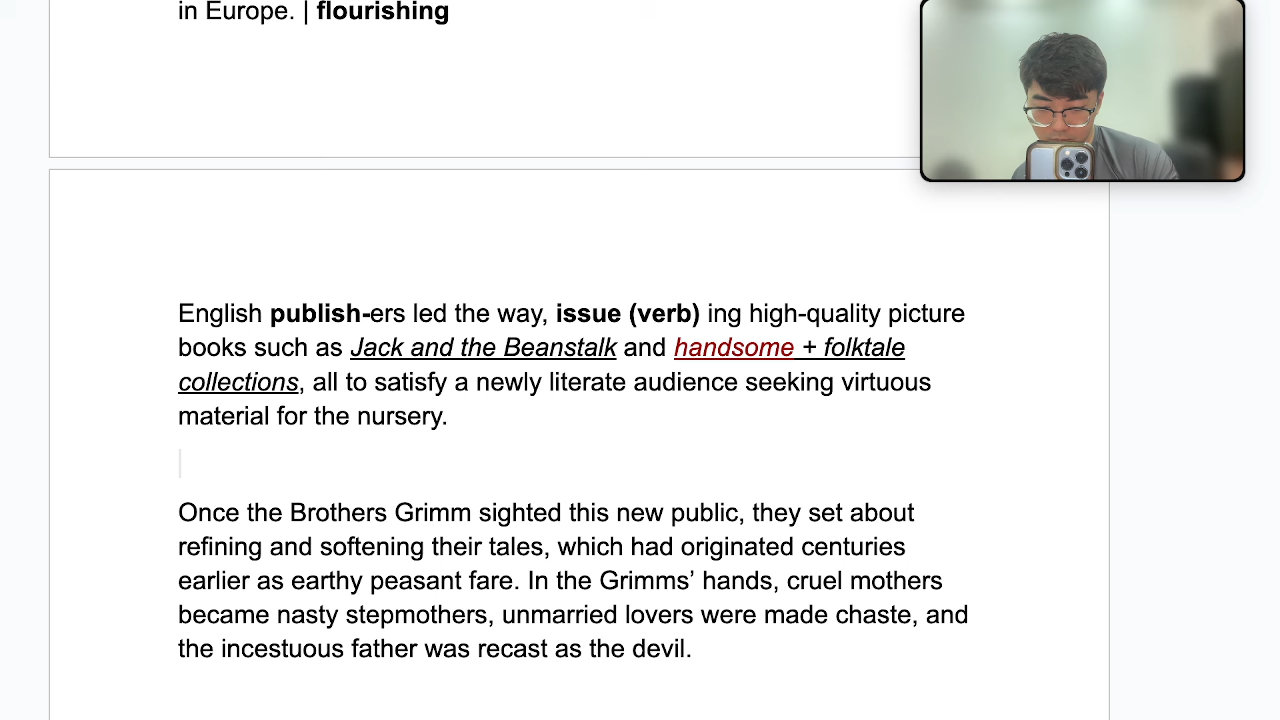 in Europe. | flourishing
English publish-ers led the way, issue (verb) ing high-quality picture
books such as Jack and the Beanstalk and handsome + folktale
collections, all to satisfy a newly literate audience seeking virtuous
material for the nursery.
Once the Brothers Grimm sighted this new public, they set about
refining and softening their tales, which had originated centuries
earlier as earthy peasant fare. In the Grimms’ hands, cruel mothers
became nasty stepmothers, unmarried lovers were made chaste, and
the incestuous father was recast as the devil.